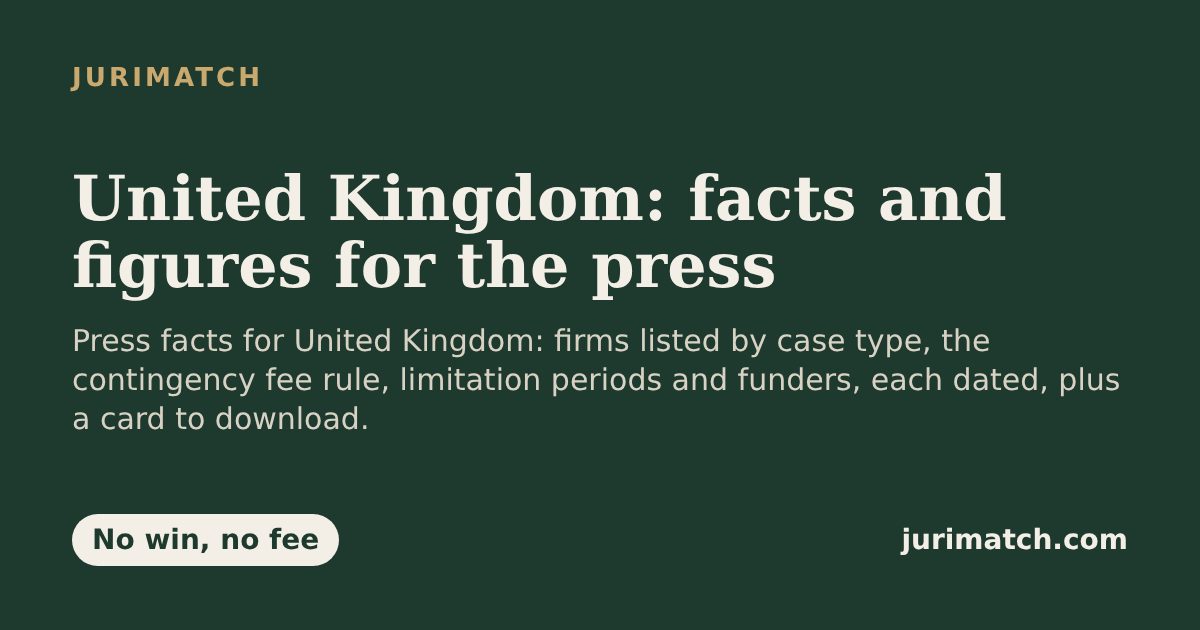 JURIMATCH
United Kingdom: facts and
figures for the press
Press facts for United Kingdom: firms listed by case type, the
contingency fee rule, limitation periods and funders, each dated, plus
a card to download.
No win, no fee
jurimatch.com